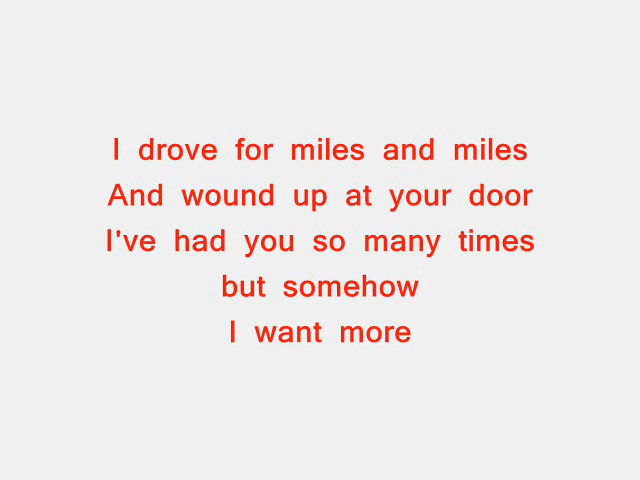 I drove for miles and miles
And wound up at your door
I've had you so many times
but somehow
I want more